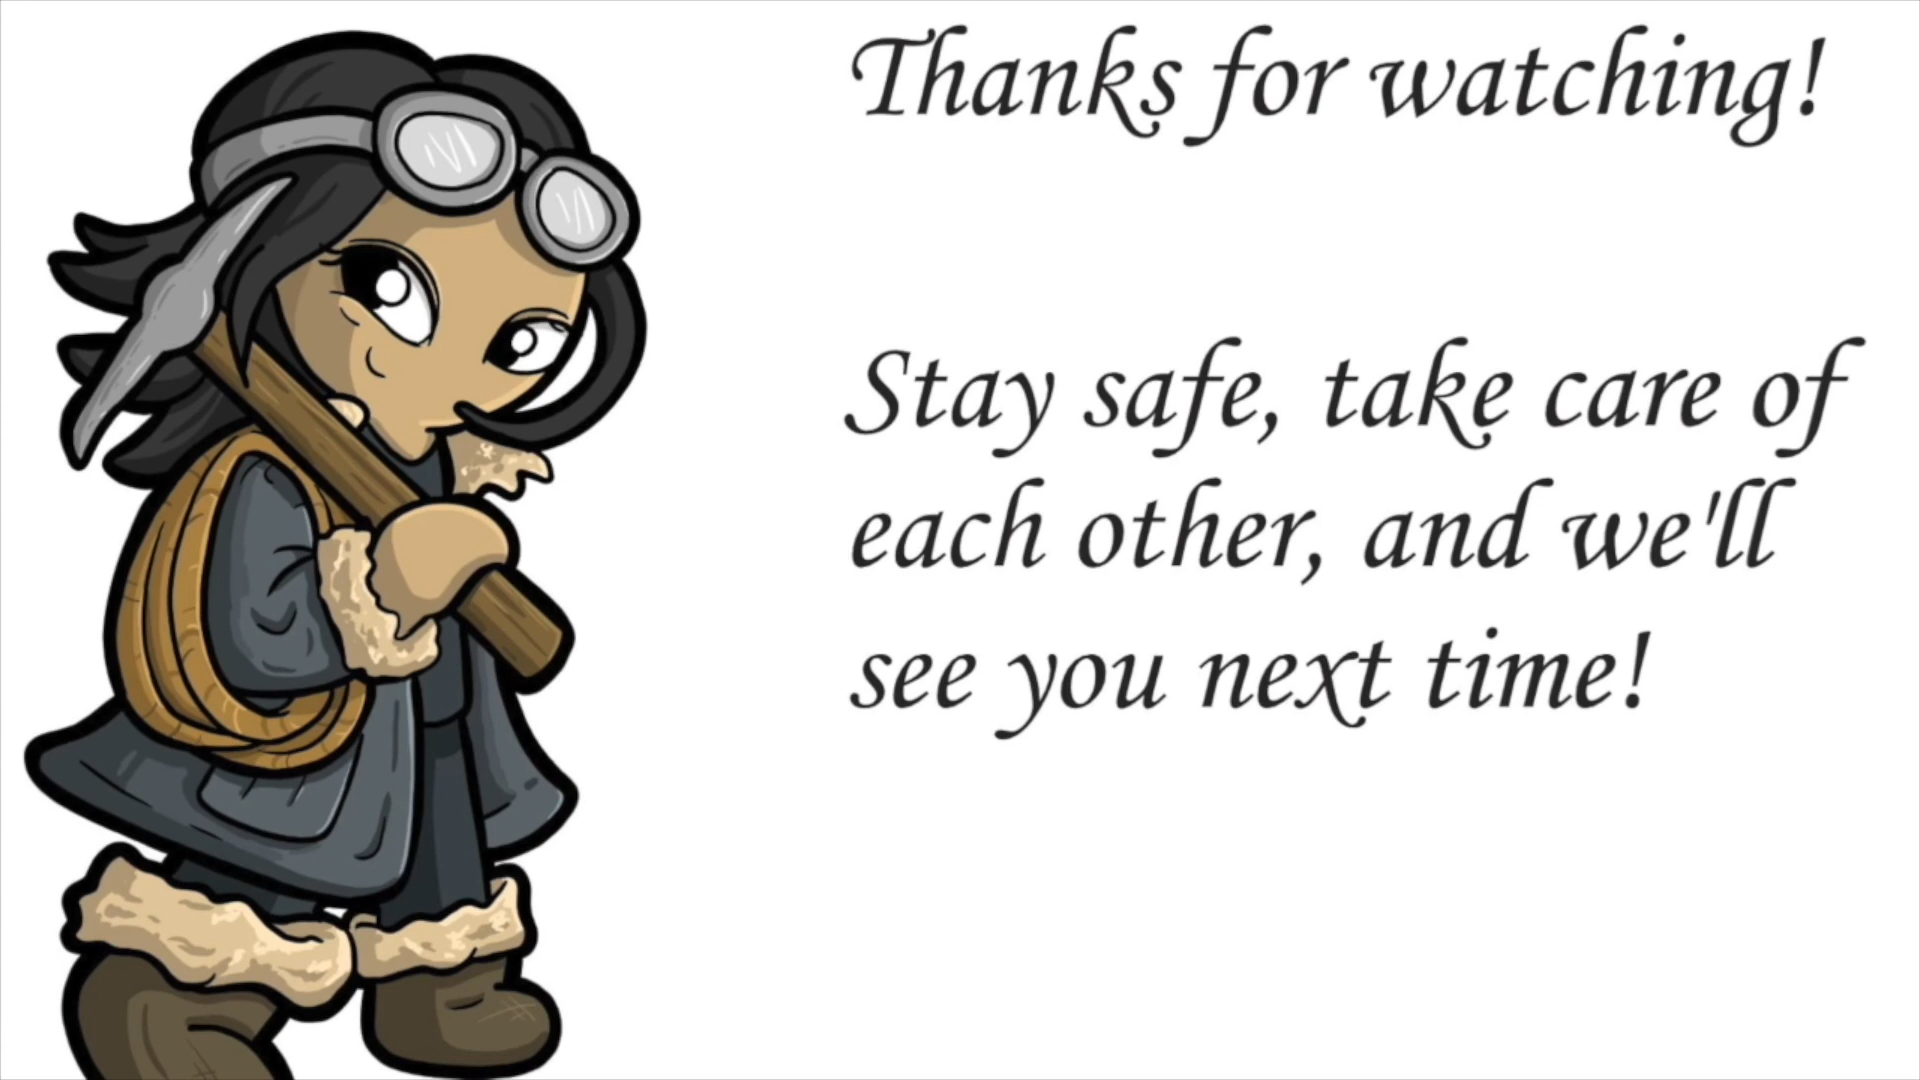 Thanks for watching!
Stay safe, take care of
each other, and we'll
see you next time!